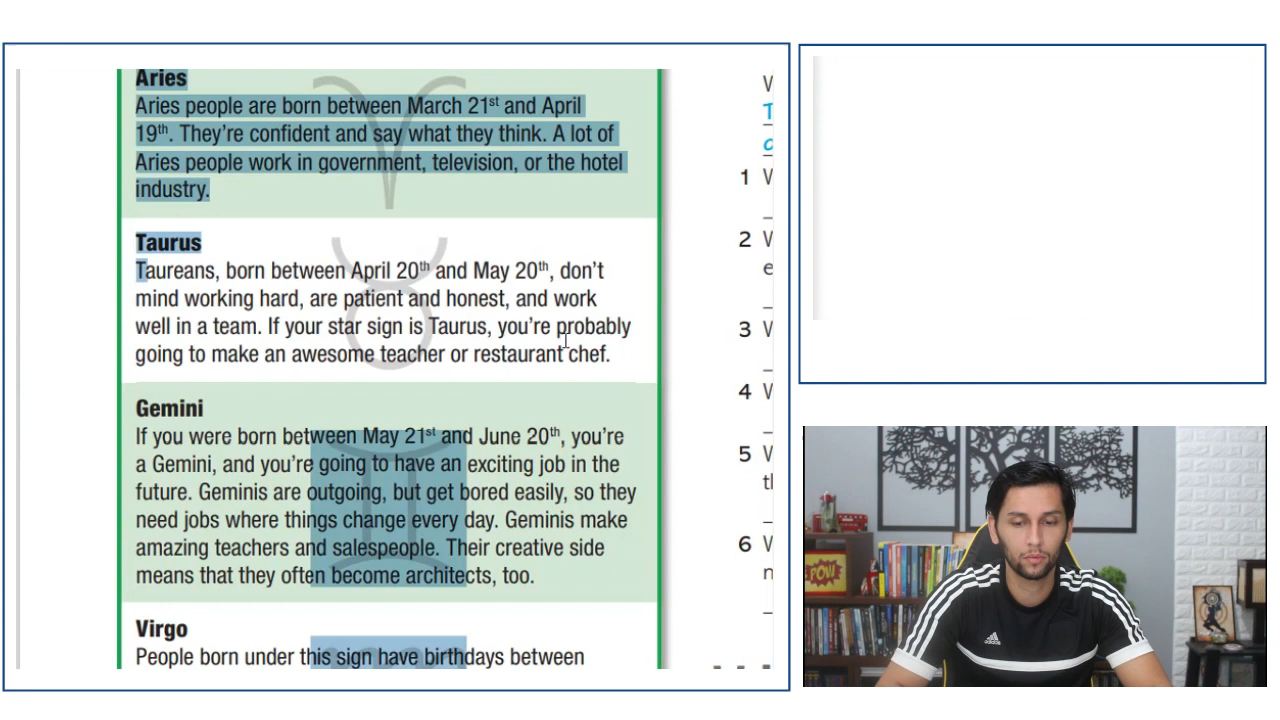 Aries
Aries people are born between March 21st and April
19th. They're confident and say what they think. A lot of
Aries people work in government, television, or the hotel
industry.
Taurus
Taureans, born between April 20th and May 20th, don't
mind working hard, are patient and honest, and work
well in a team. If your star sign is Taurus, you're probably
going to make an awesome teacher or restaurant chef.
Gemini
If you were born between May 21st and June 20th, you're
a Gemini, and you're going to have an exciting job in the
future. Geminis are outgoing, but get bored easily, so they
need jobs where things change every day. Geminis make
amazing teachers and salespeople. Their creative side
means that they often become architects, too.
Virgo
People born under this sign have birthdays between
1
2
3
4
5
6
POW!
adidas